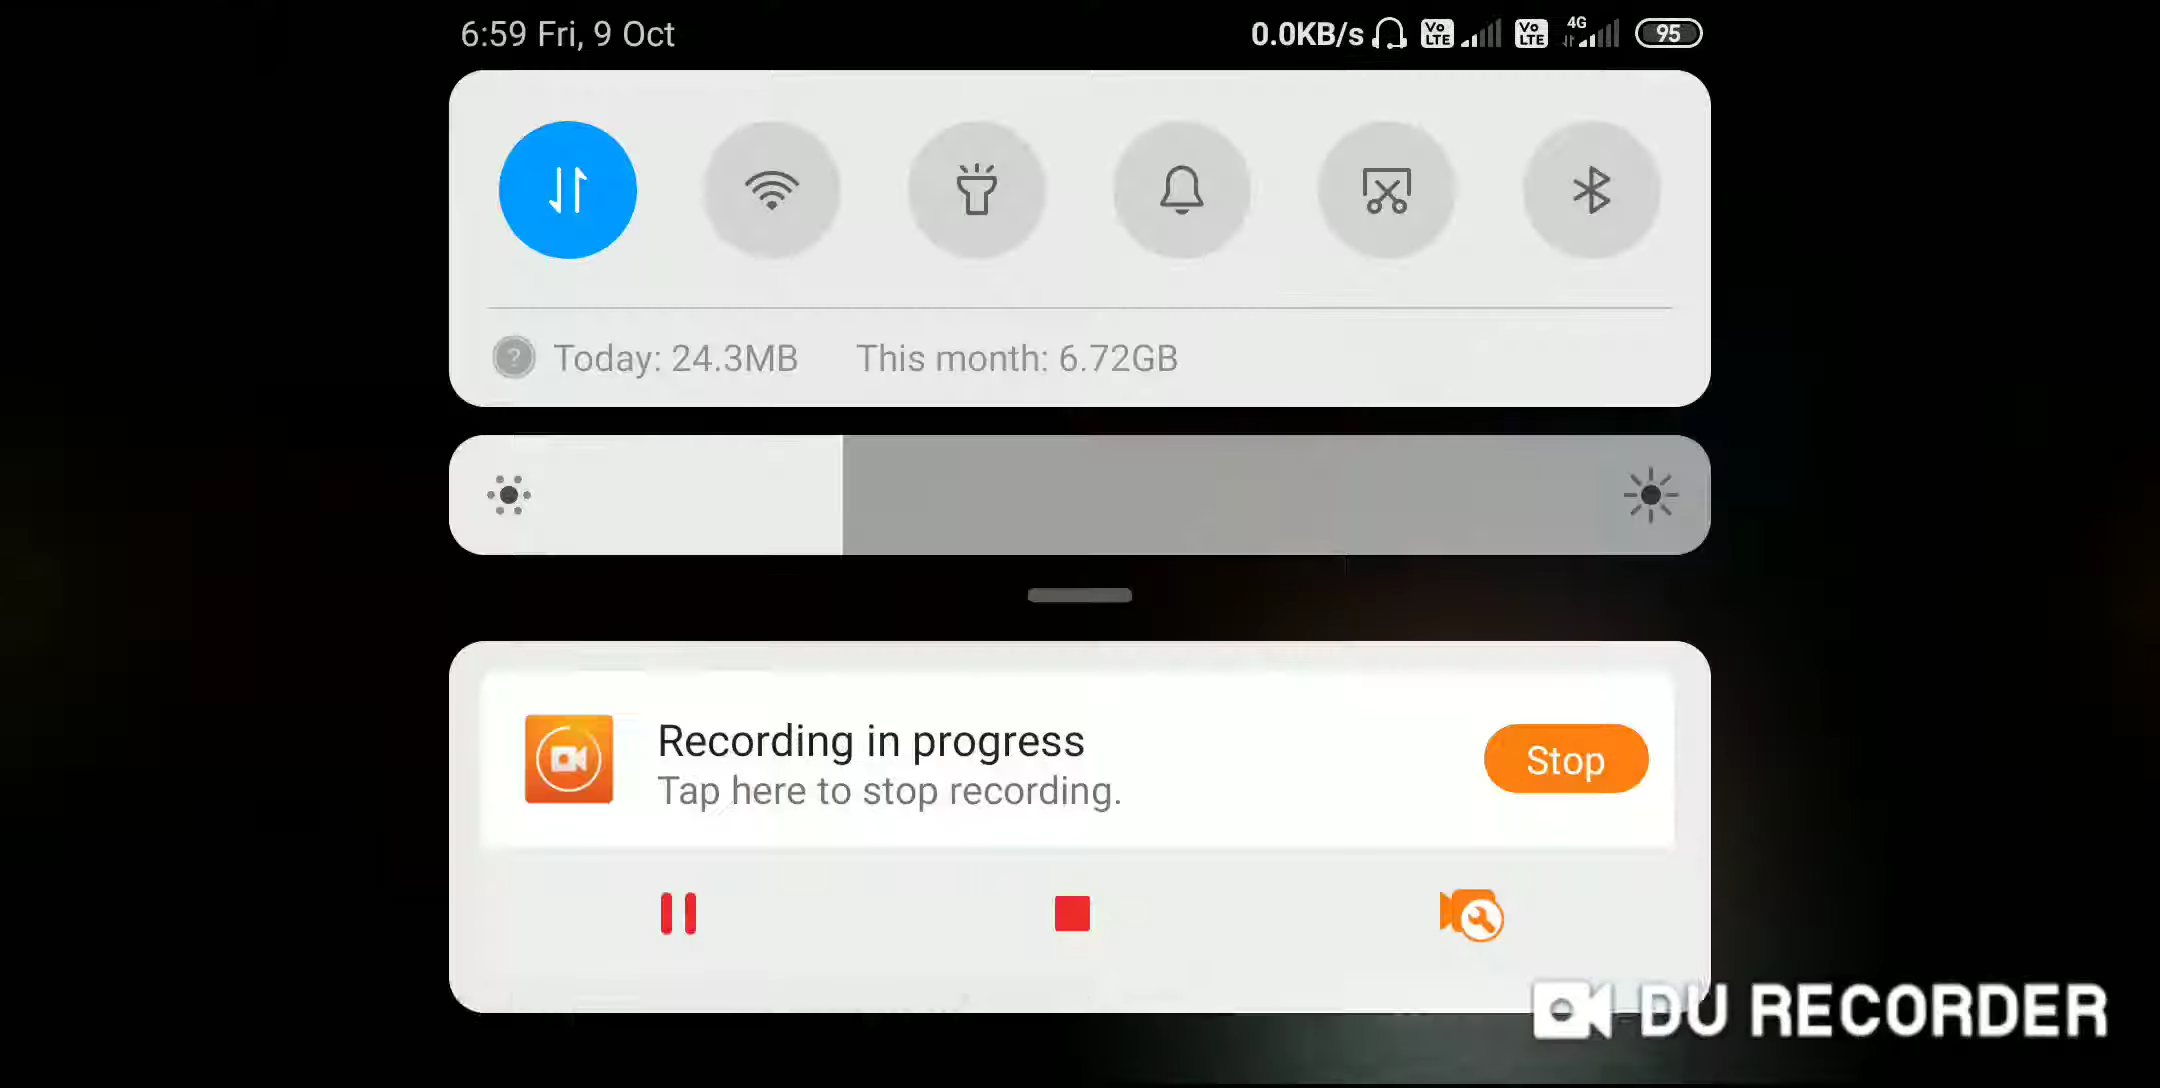 6:59 Fri, 9 Oct
0.0KB/s Vo LTE Vo LTE 4G 95
Today: 24.3MB This month: 6.72GB
Recording in progress
Tap here to stop recording.
Stop
DU RECORDER